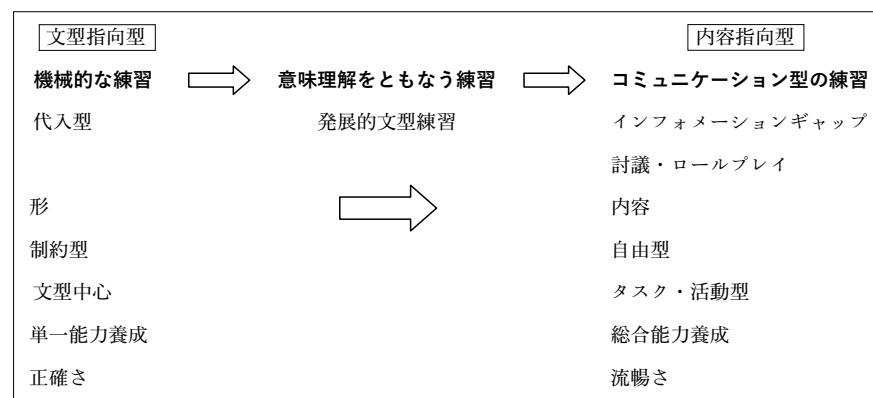 文型指向型 内容指向型
機械的な練習 意味理解をともなう練習 コミュニケーション型の練習
代入型 発展的文型練習 インフォメーションギャップ
討議・ロールプレイ
形 内容
制約型 自由型
文型中心 タスク・活動型
単一能力養成 総合能力養成
正確さ 流暢さ